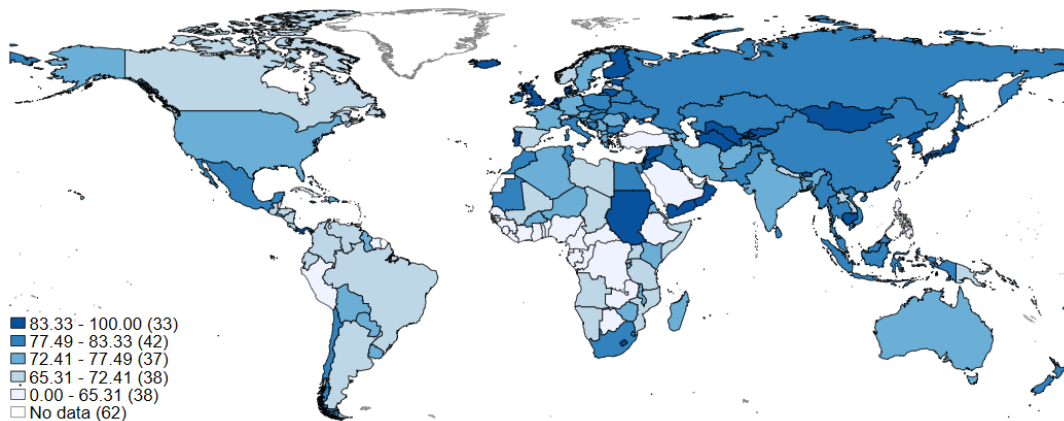 83.33 - 100.00 (33)
77.49 - 83.33 (42)
72.41 - 77.49 (37)
65.31 - 72.41 (38)
0.00 - 65.31 (38)
No data (62)